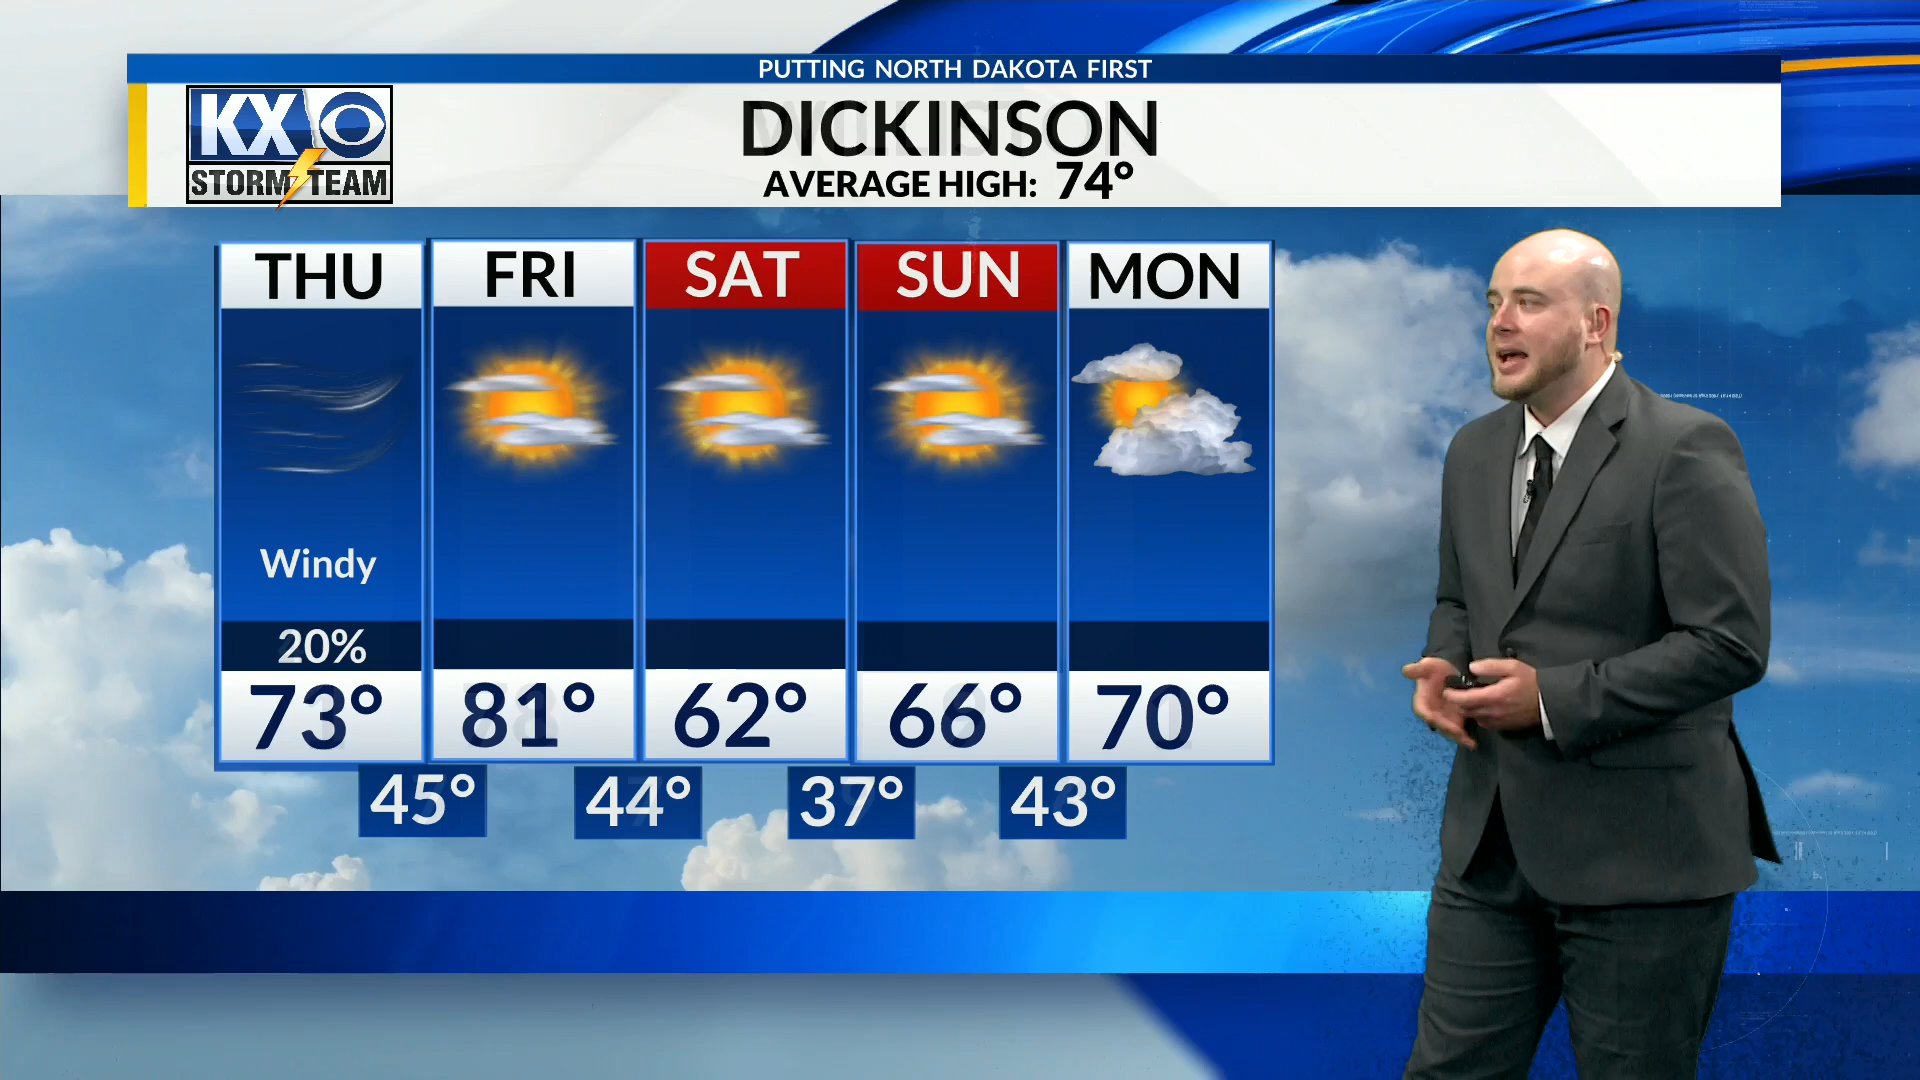 PUTTING NORTH DAKOTA FIRST
KX
STORM TEAM
DICKINSON
AVERAGE HIGH: 74°
THU FRI SAT SUN MON
Windy
20%
73° 81° 62° 66° 70°
45° 44° 37° 43°